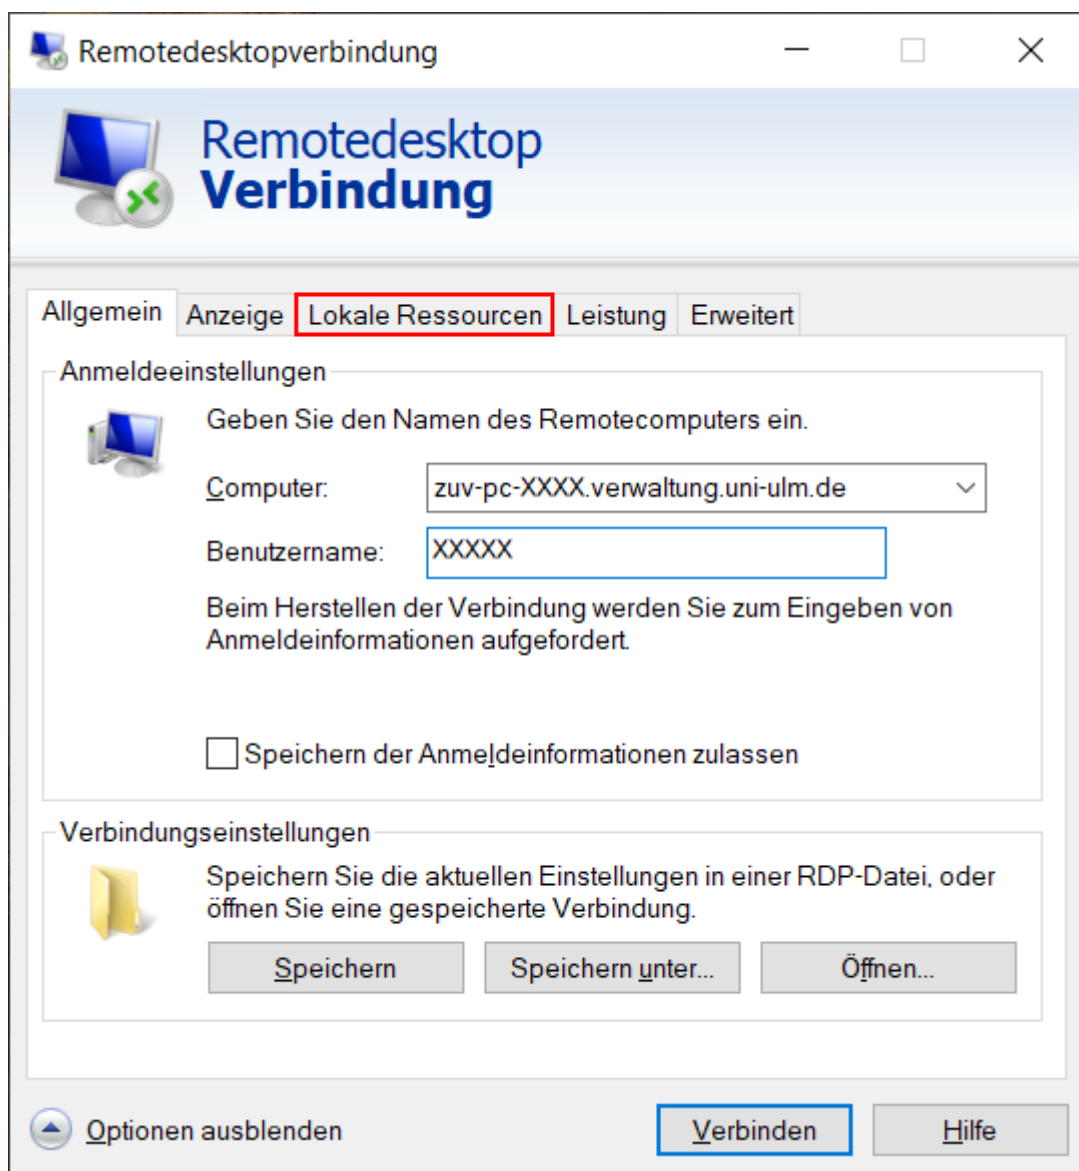 Remotedesktopverbindung
Remotedesktop
Verbindung
Allgemein Anzeige Lokale Ressourcen Leistung Erweitert
Anmeldeeinstellungen
Geben Sie den Namen des Remotecomputers ein.
Computer: zuv-pc-XXXX.verwaltung.uni-ulm.de
Benutzername: XXXXX
Beim Herstellen der Verbindung werden Sie zum Eingeben von
Anmeldeinformationen aufgefordert.
Speichern der Anmeldeinformationen zulassen
Verbindungseinstellungen
Speichern Sie die aktuellen Einstellungen in einer RDP-Datei, oder
öffnen Sie eine gespeicherte Verbindung.
Speichern Speichern unter... Öffnen...
Optionen ausblenden Verbinden Hilfe